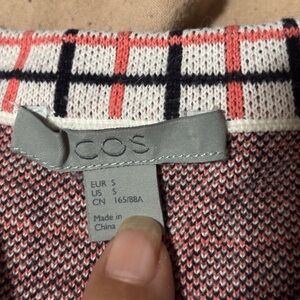 COS
EUR S
US S
CN 165/88A
Made in
China